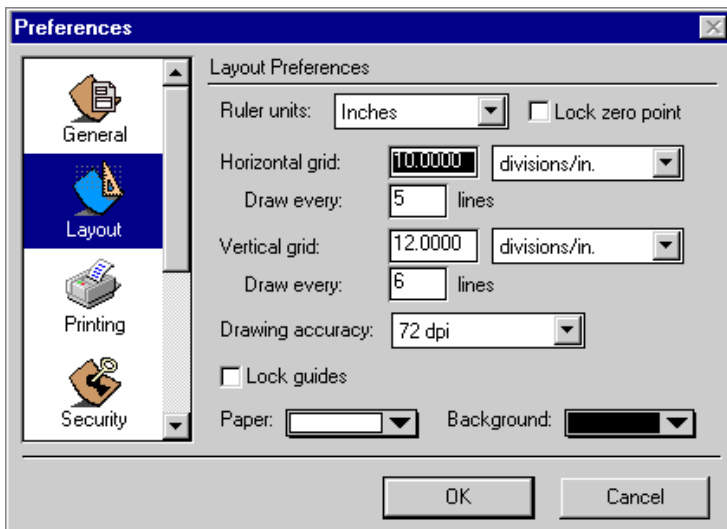 Preferences
General
Layout
Printing
Security
Layout Preferences
Ruler units: Inches Lock zero point
Horizontal grid: 10.0000 divisions/in.
Draw every: 5 lines
Vertical grid: 12.0000 divisions/in.
Draw every: 6 lines
Drawing accuracy: 72 dpi
Lock guides
Paper: Background:
OK Cancel